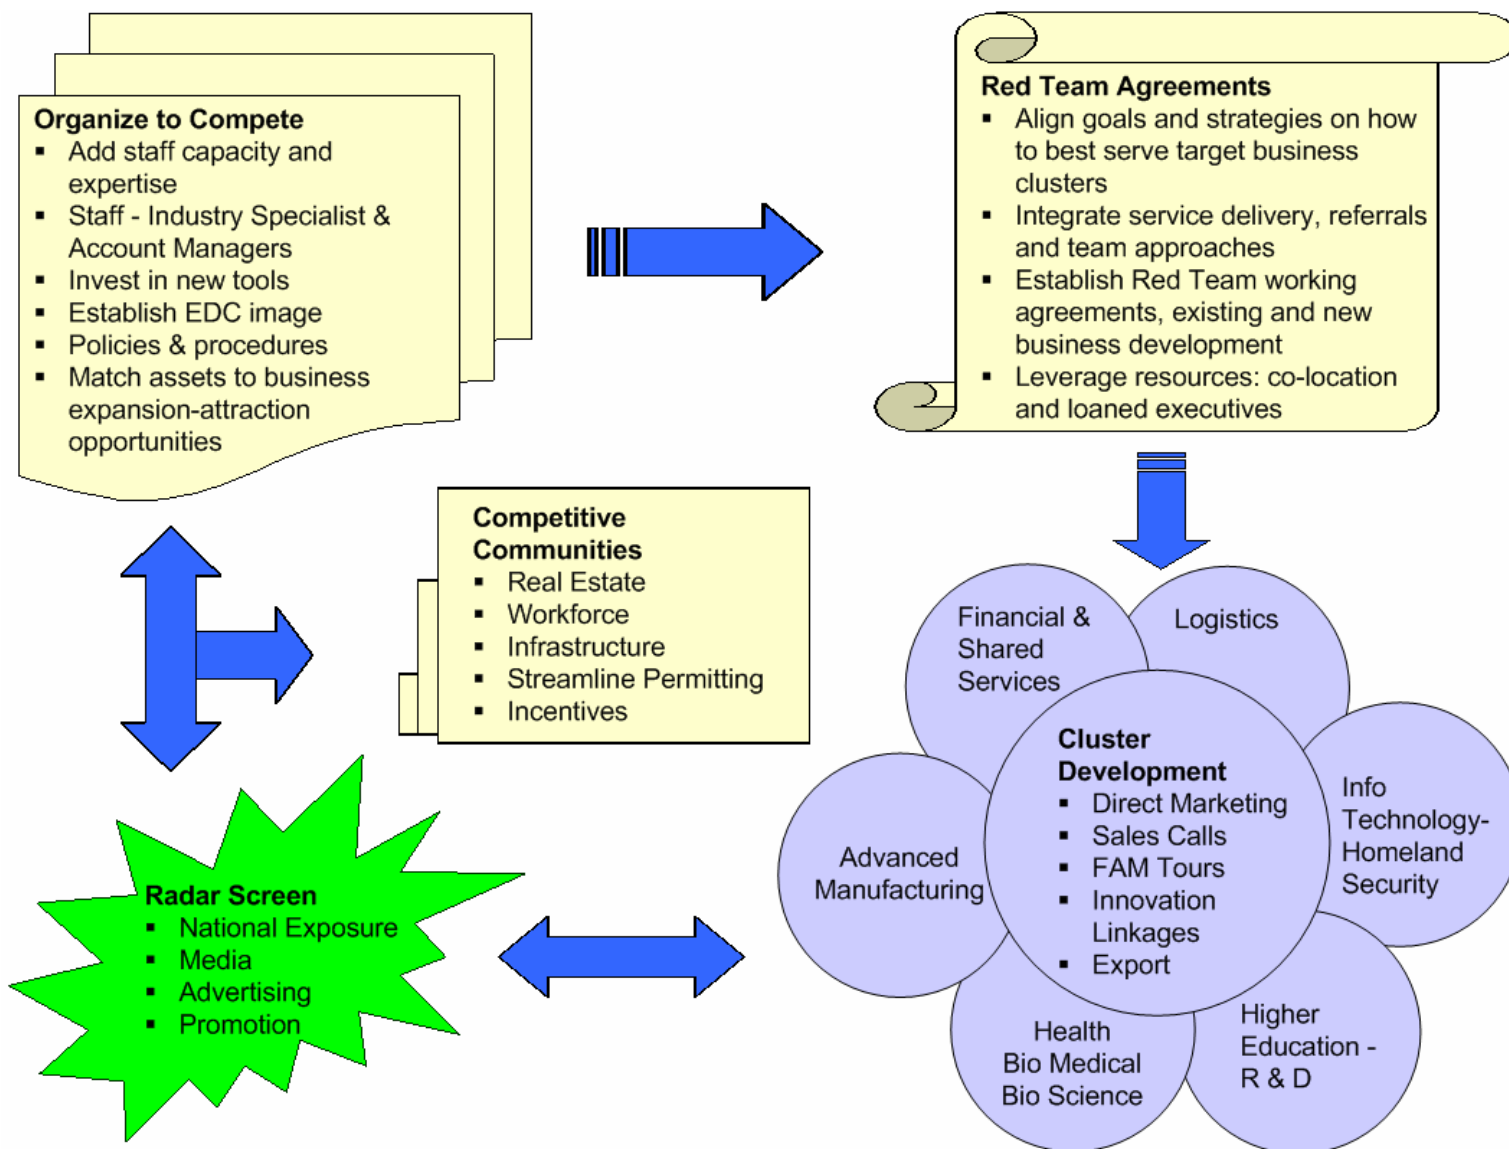 Organize to Compete
▪ Add staff capacity and
expertise
▪ Staff - Industry Specialist &
Account Managers
▪ Invest in new tools
▪ Establish EDC image
▪ Policies & procedures
▪ Match assets to business
expansion-attraction
opportunities
Red Team Agreements
▪ Align goals and strategies on how
to best serve target business
clusters
▪ Integrate service delivery, referrals
and team approaches
▪ Establish Red Team working
agreements, existing and new
business development
▪ Leverage resources: co-location
and loaned executives
Competitive
Communities
▪ Real Estate
▪ Workforce
▪ Infrastructure
▪ Streamline Permitting
▪ Incentives
Radar Screen
▪ National Exposure
▪ Media
▪ Advertising
▪ Promotion
Financial &
Shared
Services
Logistics
Cluster
Development
▪ Direct Marketing
▪ Sales Calls
▪ FAM Tours
▪ Innovation
Linkages
▪ Export
Info
Technology-
Homeland
Security
Advanced
Manufacturing
Health
Bio Medical
Bio Science
Higher
Education -
R & D